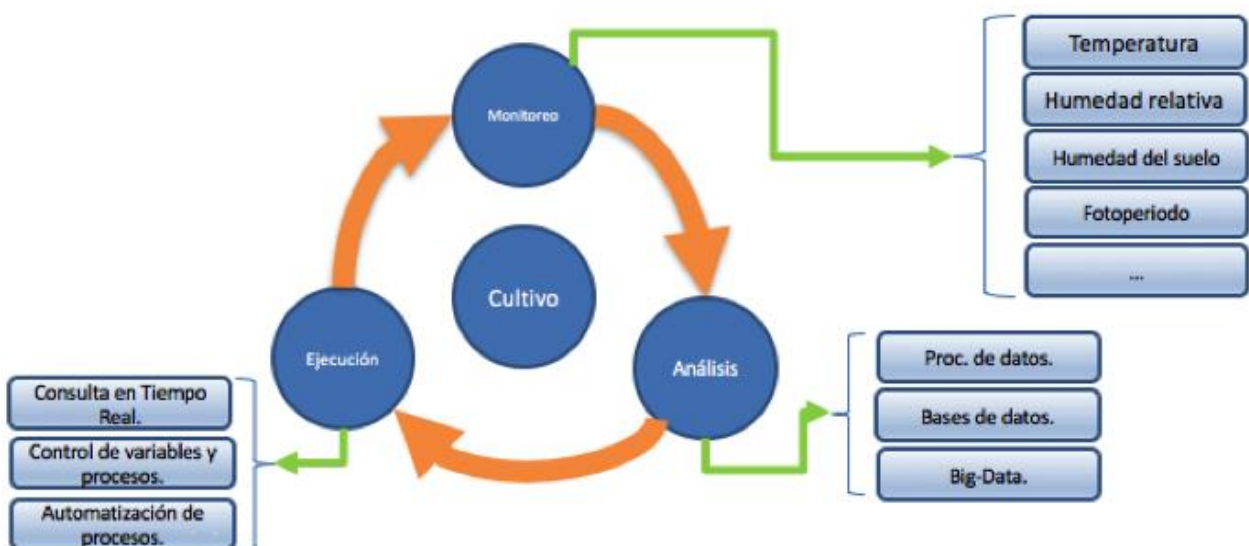 Monitoreo
Temperatura
Humedad relativa
Humedad del suelo
Fotoperiodo
...
Cultivo
Ejecución
Análisis
Proc. de datos.
Bases de datos.
Big-Data.
Consulta en Tiempo
Real.
Control de variables y
procesos.
Automatización de
procesos.